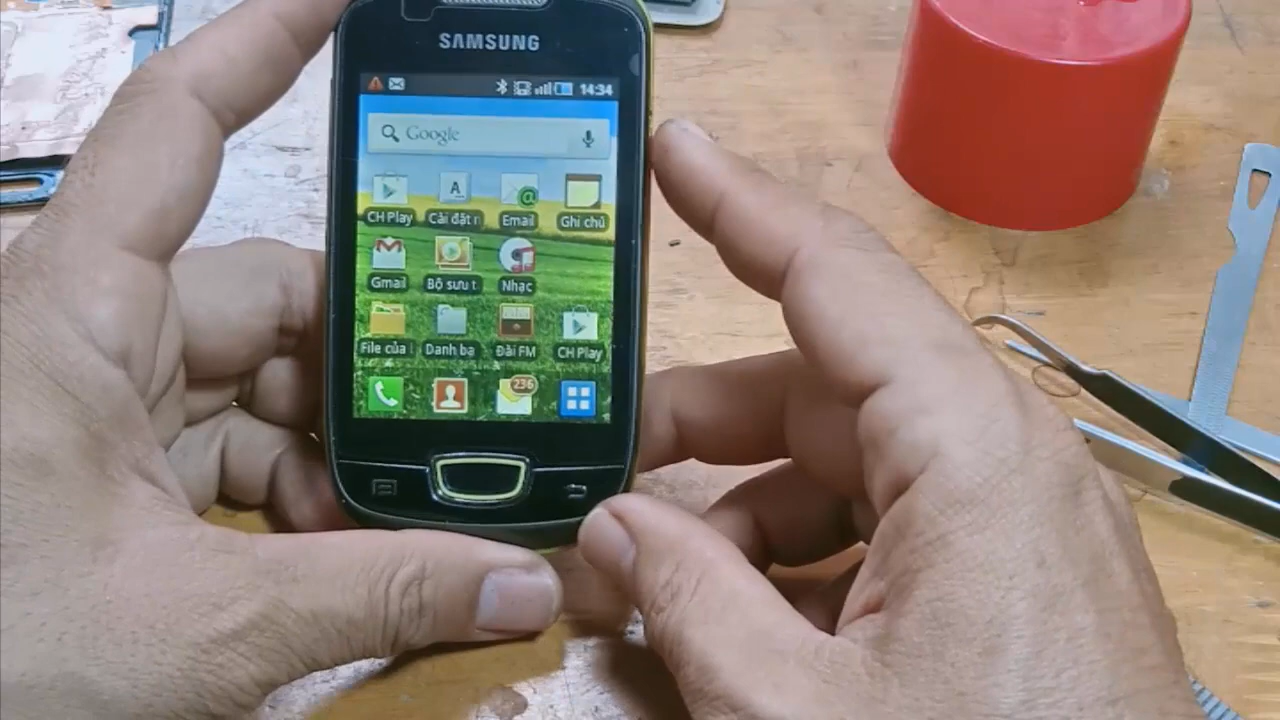 SAMSUNG
14:34
Google
CH Play
Cài đặt r
Email
Ghi chú
Gmail
Bộ sưu t
Nhạc
File của
Danh bạ
Đài FM
CH Play
236